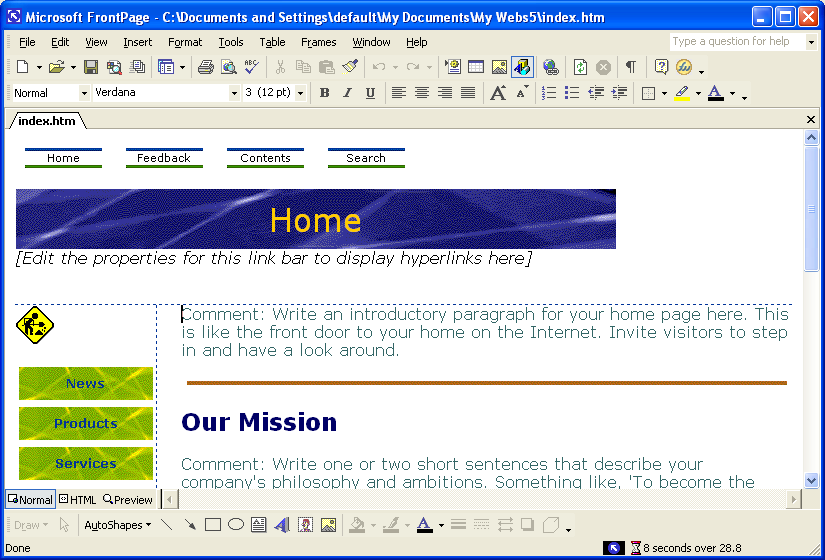 Microsoft FrontPage - C:\Documents and Settings\default\My Documents\My Webs5\index.htm
File Edit View Insert Format Tools Table Frames Window Help Type a question for help
Normal Verdana 3 (12 pt) B I U A A A
index.htm
Home Feedback Contents Search
Home
[Edit the properties for this link bar to display hyperlinks here]
Comment: Write an introductory paragraph for your home page here. This
is like the front door to your home on the Internet. Invite visitors to step
in and have a look around.
News
Products
Services
Our Mission
Comment: Write one or two short sentences that describe your
company's philosophy and ambitions. Something like, 'To become the
Normal HTML Preview
Draw AutoShapes A A
Done 8 seconds over 28.8